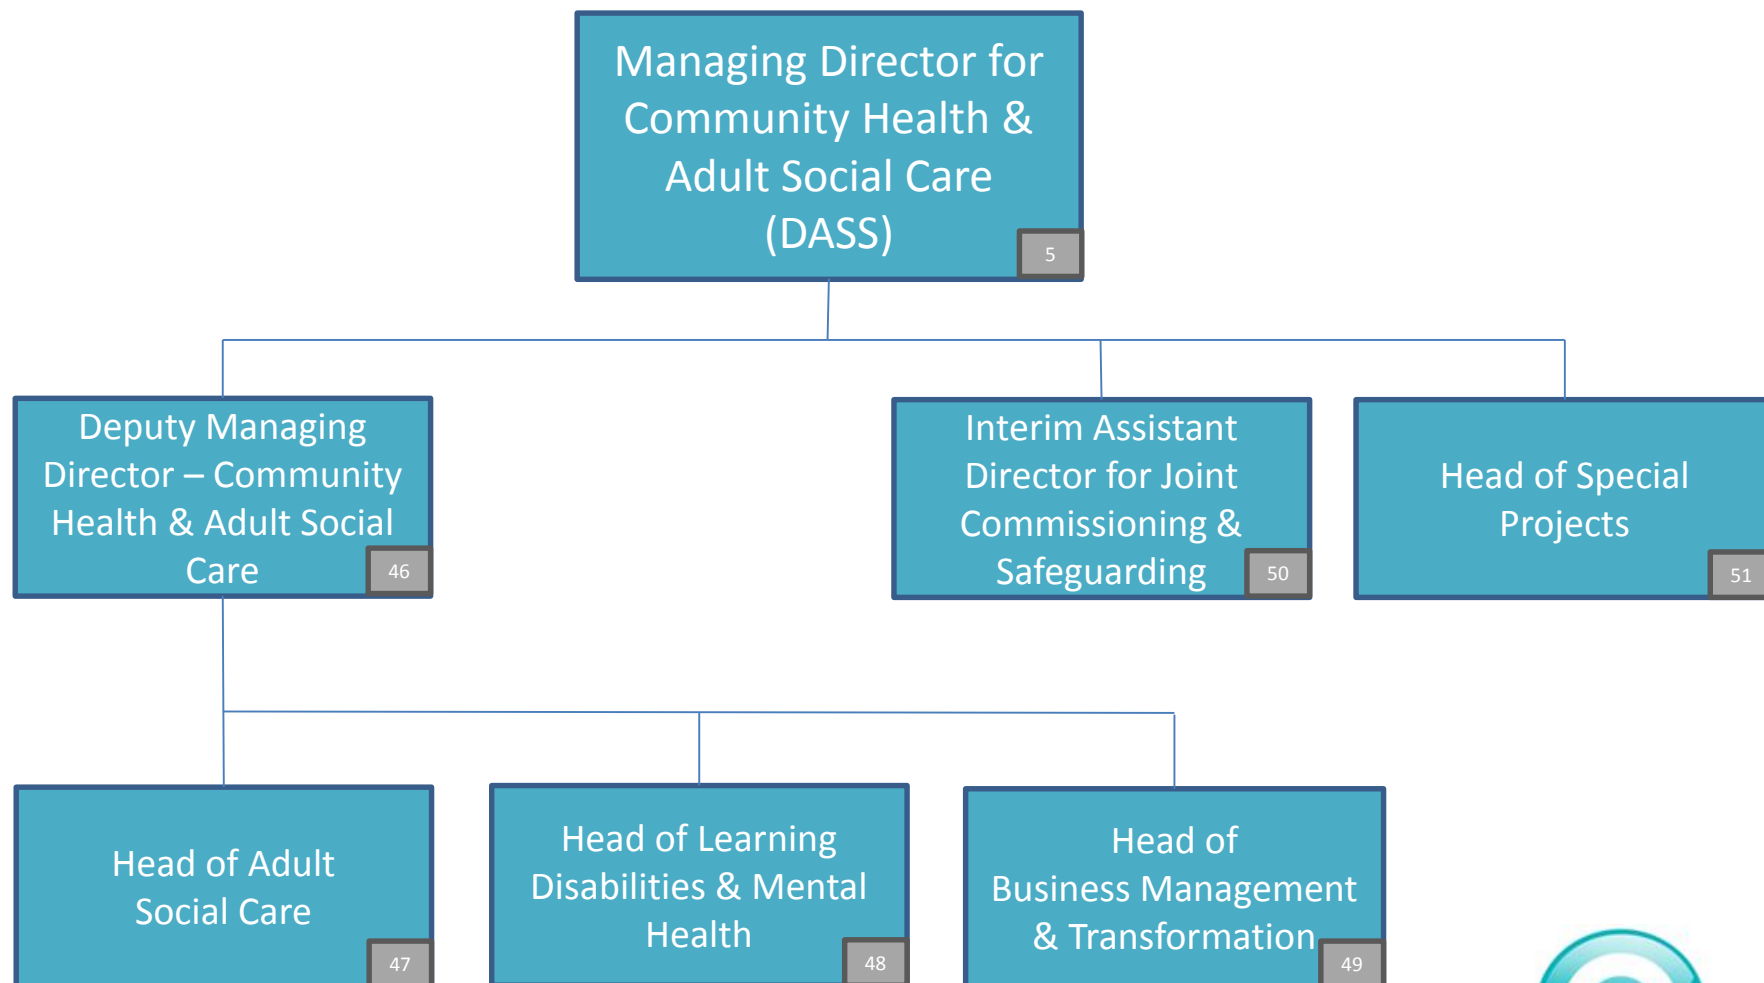 Managing Director for
Community Health &
Adult Social Care
(DASS)
5
Deputy Managing
Director – Community
Health & Adult Social
Care
46
Interim Assistant
Director for Joint
Commissioning &
Safeguarding
50
Head of Special
Projects
51
Head of Adult
Social Care
47
Head of Learning
Disabilities & Mental
Health
48
Head of
Business Management
& Transformation
49